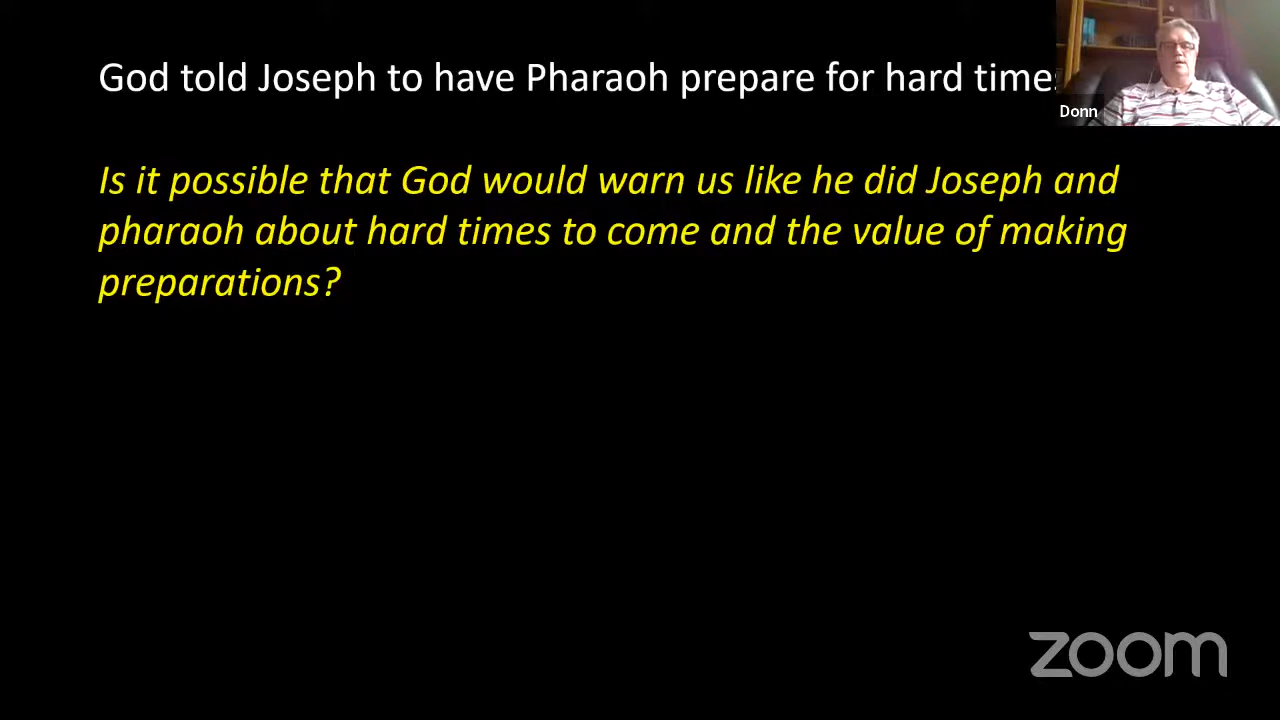 God told Joseph to have Pharaoh prepare for hard times
Donn
Is it possible that God would warn us like he did Joseph and
pharaoh about hard times to come and the value of making
preparations?
zoom